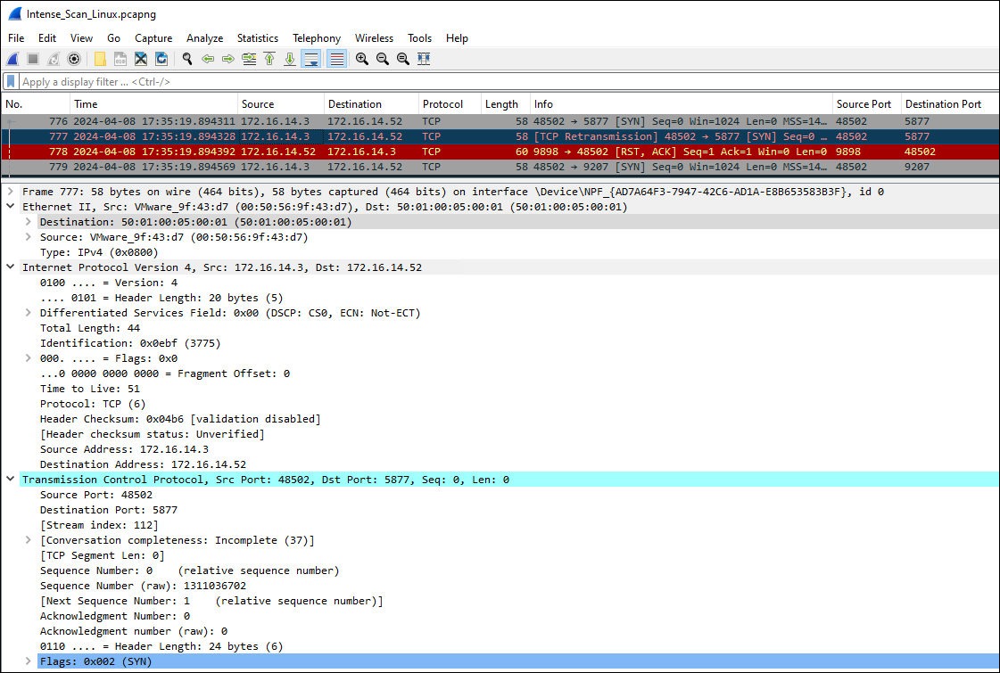 Intense_Scan_Linux.pcapng
File Edit View Go Capture Analyze Statistics Telephony Wireless Tools Help
Apply a display filter ... <Ctrl-/>
No. Time Source Destination Protocol Length Info Source Port Destination Port
776 2024-04-08 17:35:19.894311 172.16.14.3 172.16.14.52 TCP 58 48502 → 5877 [SYN] Seq=0 Win=1024 Len=0 MSS=14… 48502 5877
777 2024-04-08 17:35:19.894328 172.16.14.3 172.16.14.52 TCP 58 [TCP Retransmission] 48502 → 5877 [SYN] Seq=0 … 48502 5877
778 2024-04-08 17:35:19.894392 172.16.14.52 172.16.14.3 TCP 60 9898 → 48502 [RST, ACK] Seq=1 Ack=1 Win=0 Len=0 9898 48502
779 2024-04-08 17:35:19.894569 172.16.14.3 172.16.14.52 TCP 58 48502 → 9207 [SYN] Seq=0 Win=1024 Len=0 MSS=14… 48502 9207
Frame 777: 58 bytes on wire (464 bits), 58 bytes captured (464 bits) on interface \Device\NPF_{AD7A64F3-7947-42C6-AD1A-E8B653583B3F}, id 0
Ethernet II, Src: VMware_9f:43:d7 (00:50:56:9f:43:d7), Dst: 50:01:00:05:00:01 (50:01:00:05:00:01)
Destination: 50:01:00:05:00:01 (50:01:00:05:00:01)
Source: VMware_9f:43:d7 (00:50:56:9f:43:d7)
Type: IPv4 (0x0800)
Internet Protocol Version 4, Src: 172.16.14.3, Dst: 172.16.14.52
0100 .... = Version: 4
.... 0101 = Header Length: 20 bytes (5)
Differentiated Services Field: 0x00 (DSCP: CS0, ECN: Not-ECT)
Total Length: 44
Identification: 0x0ebf (3775)
000. .... = Flags: 0x0
...0 0000 0000 0000 = Fragment Offset: 0
Time to Live: 51
Protocol: TCP (6)
Header Checksum: 0x04b6 [validation disabled]
[Header checksum status: Unverified]
Source Address: 172.16.14.3
Destination Address: 172.16.14.52
Transmission Control Protocol, Src Port: 48502, Dst Port: 5877, Seq: 0, Len: 0
Source Port: 48502
Destination Port: 5877
[Stream index: 112]
[Conversation completeness: Incomplete (37)]
[TCP Segment Len: 0]
Sequence Number: 0 (relative sequence number)
Sequence Number (raw): 1311036702
[Next Sequence Number: 1 (relative sequence number)]
Acknowledgment Number: 0
Acknowledgment number (raw): 0
0110 .... = Header Length: 24 bytes (6)
Flags: 0x002 (SYN)